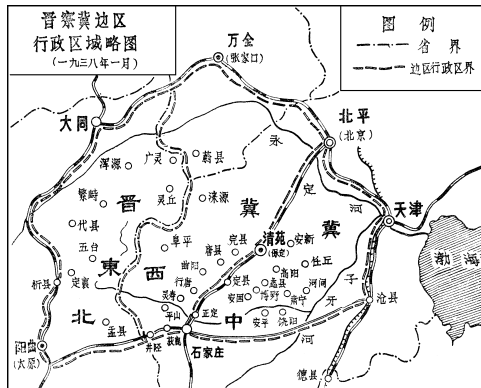 晋察冀边区
行政区域略图
(一九三八年一月)
图例
省界
边区行政区界
万全
(张家口)
大同
北平
(北京)
永
定
河
天津
渤海
浑源
广灵
蔚县
繁峙
晋
灵丘
涞源
冀
冀
代县
清苑
(保定)
安新
五台
阜平
完县
唐县
任丘
東
西
曲阳
高阳
定襄
行唐
定县
蠡县
河间
子
忻县
灵寿
安国
博野
肃宁
牙
沧县
北
平山
正定
中
安平
饶阳
河
盂县
阳曲
(太原)
井陉
获鹿
石家庄
德县